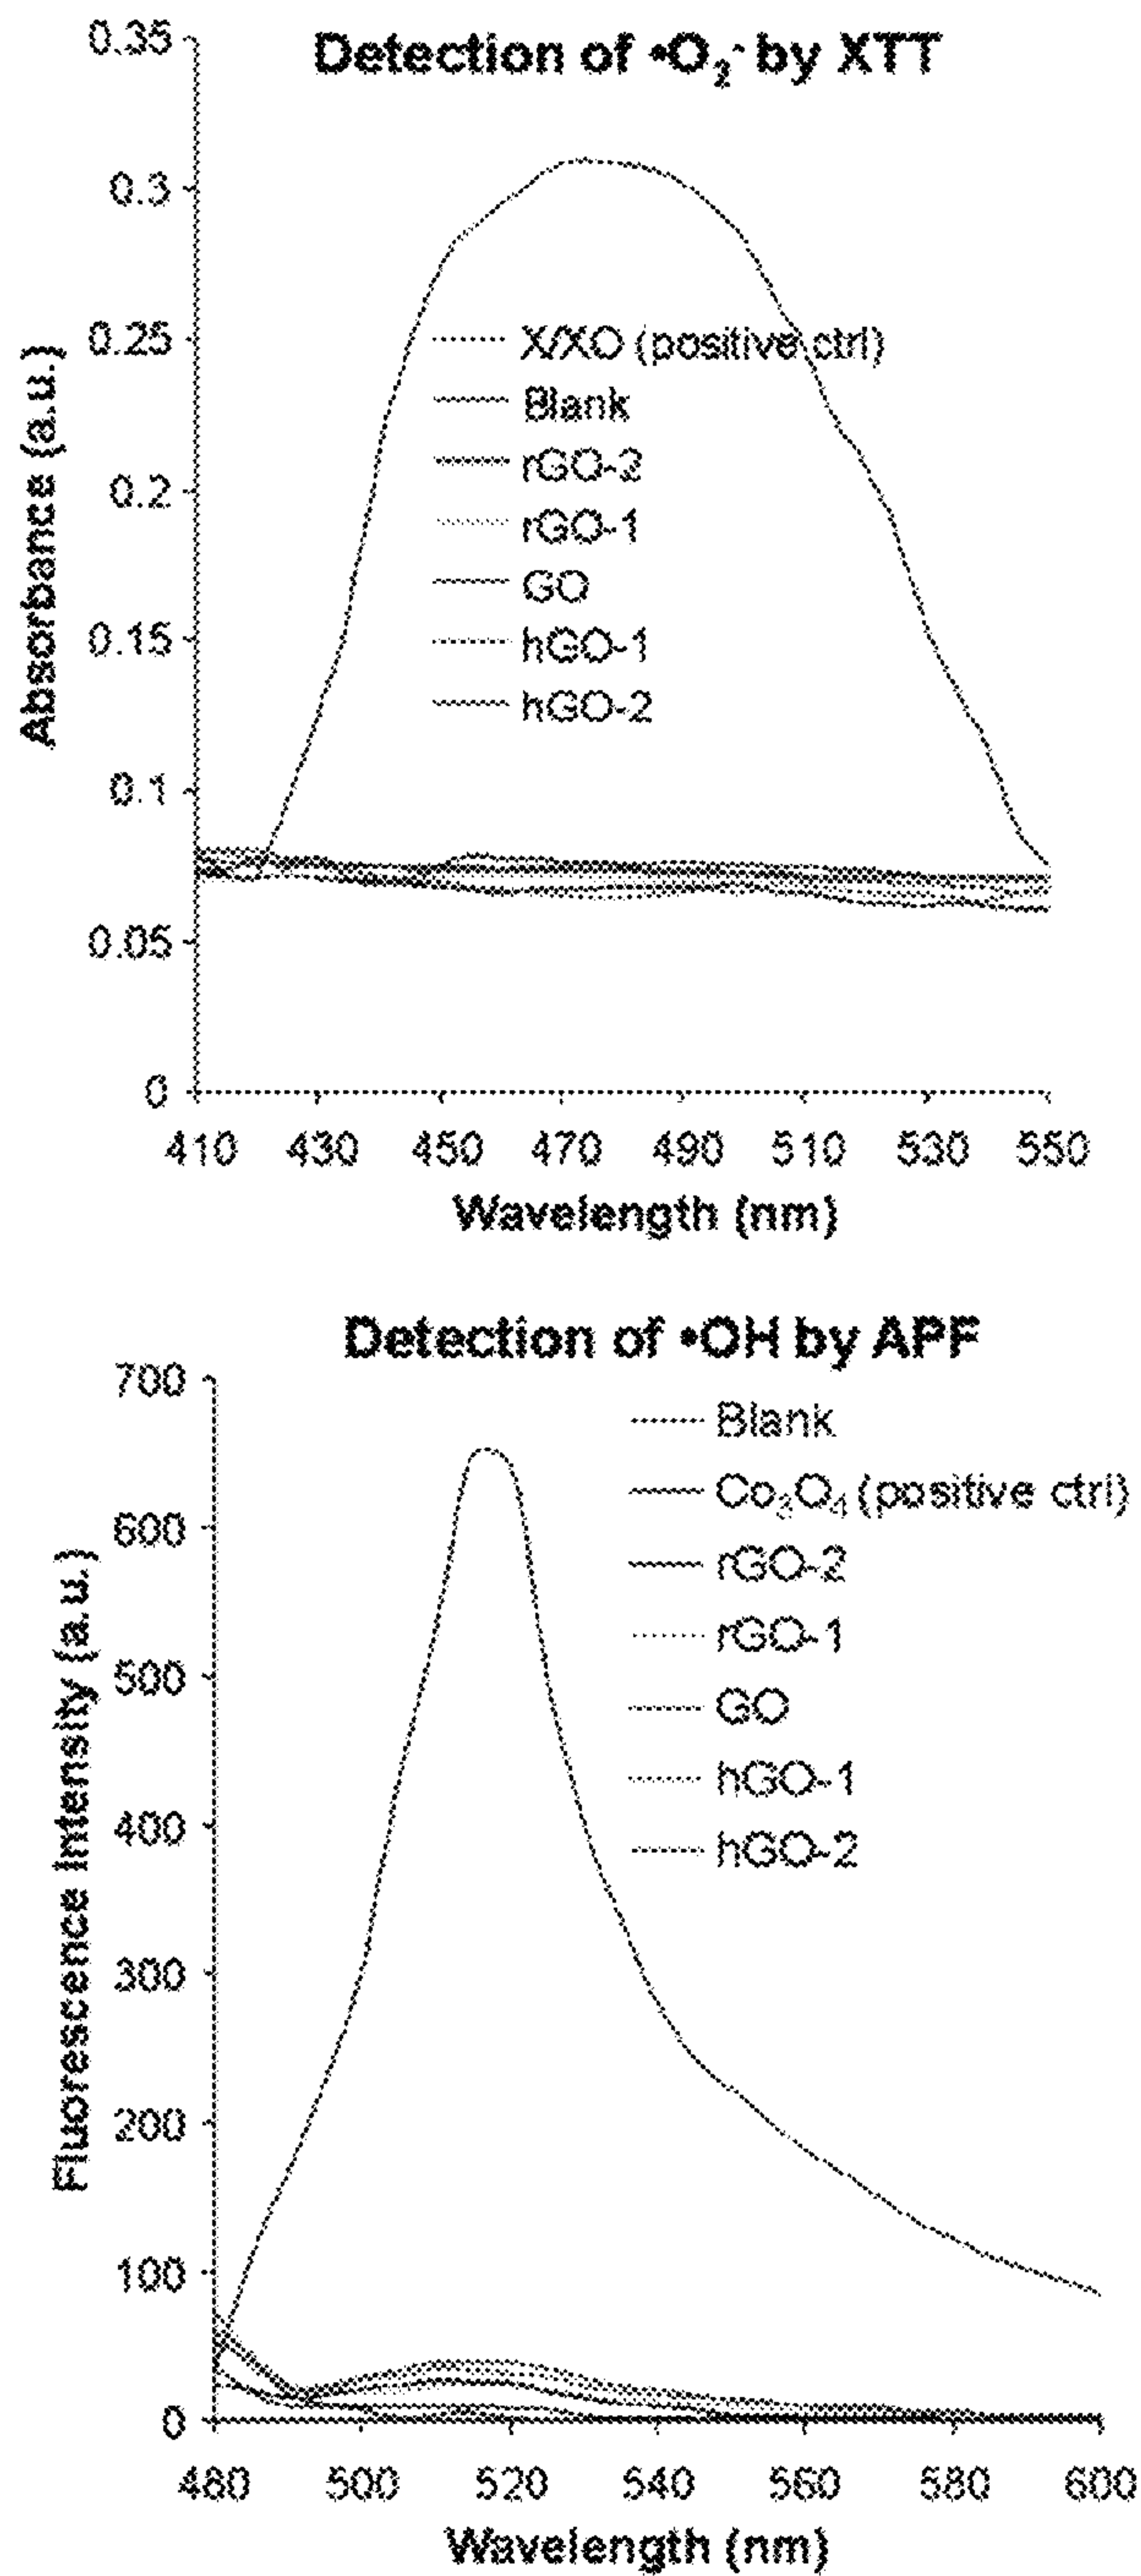 Detection of •O₂⁻ by XTT
0.35
0.3
0.25
0.2
0.15
0.1
0.05
0
Absorbance (a.u.)
X/XO (positive ctrl)
Blank
rGO-2
rGO-1
GO
hGO-1
hGO-2
410 430 450 470 490 510 530 550
Wavelength (nm)
Detection of •OH by APF
700
600
500
400
300
200
100
0
Fluorescence Intensity (a.u.)
Blank
Co₃O₄ (positive ctrl)
rGO-2
rGO-1
GO
hGO-1
hGO-2
480 500 520 540 560 580 600
Wavelength (nm)